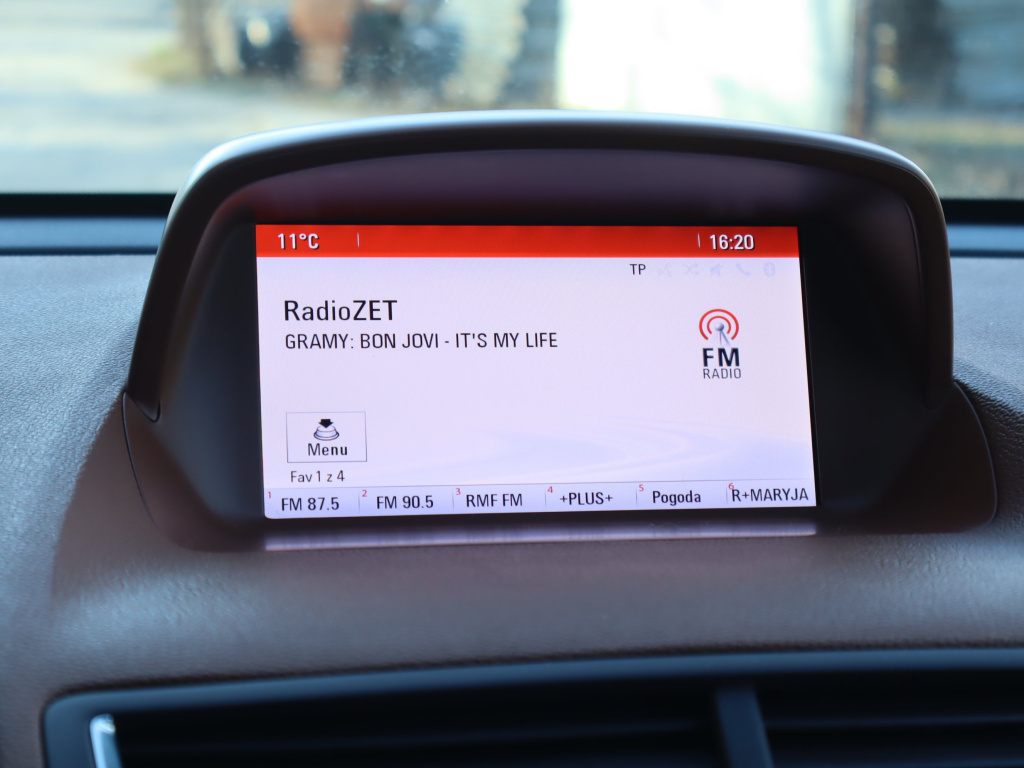 11°C 16:20
TP
RadioZET
GRAMY: BON JOVI - IT'S MY LIFE
FM
RADIO
Menu
Fav 1 z 4
1 FM 87.5 2 FM 90.5 3 RMF FM 4 +PLUS+ 5 Pogoda 6 R+MARYJA